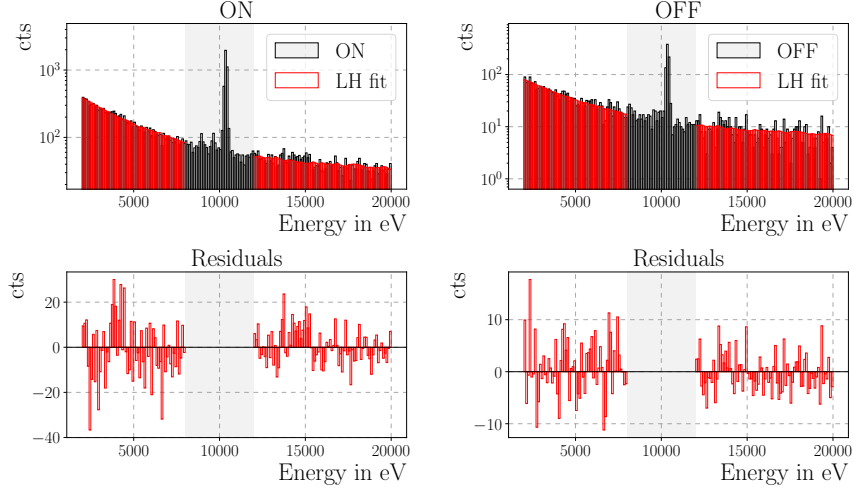 ON
cts
10³
10²
ON
LH fit
5000 10000 15000 20000
Energy in eV
OFF
cts
10²
10¹
10⁰
OFF
LH fit
5000 10000 15000 20000
Energy in eV
Residuals
cts
20
0
−20
−40
5000 10000 15000 20000
Energy in eV
Residuals
cts
10
0
−10
5000 10000 15000 20000
Energy in eV